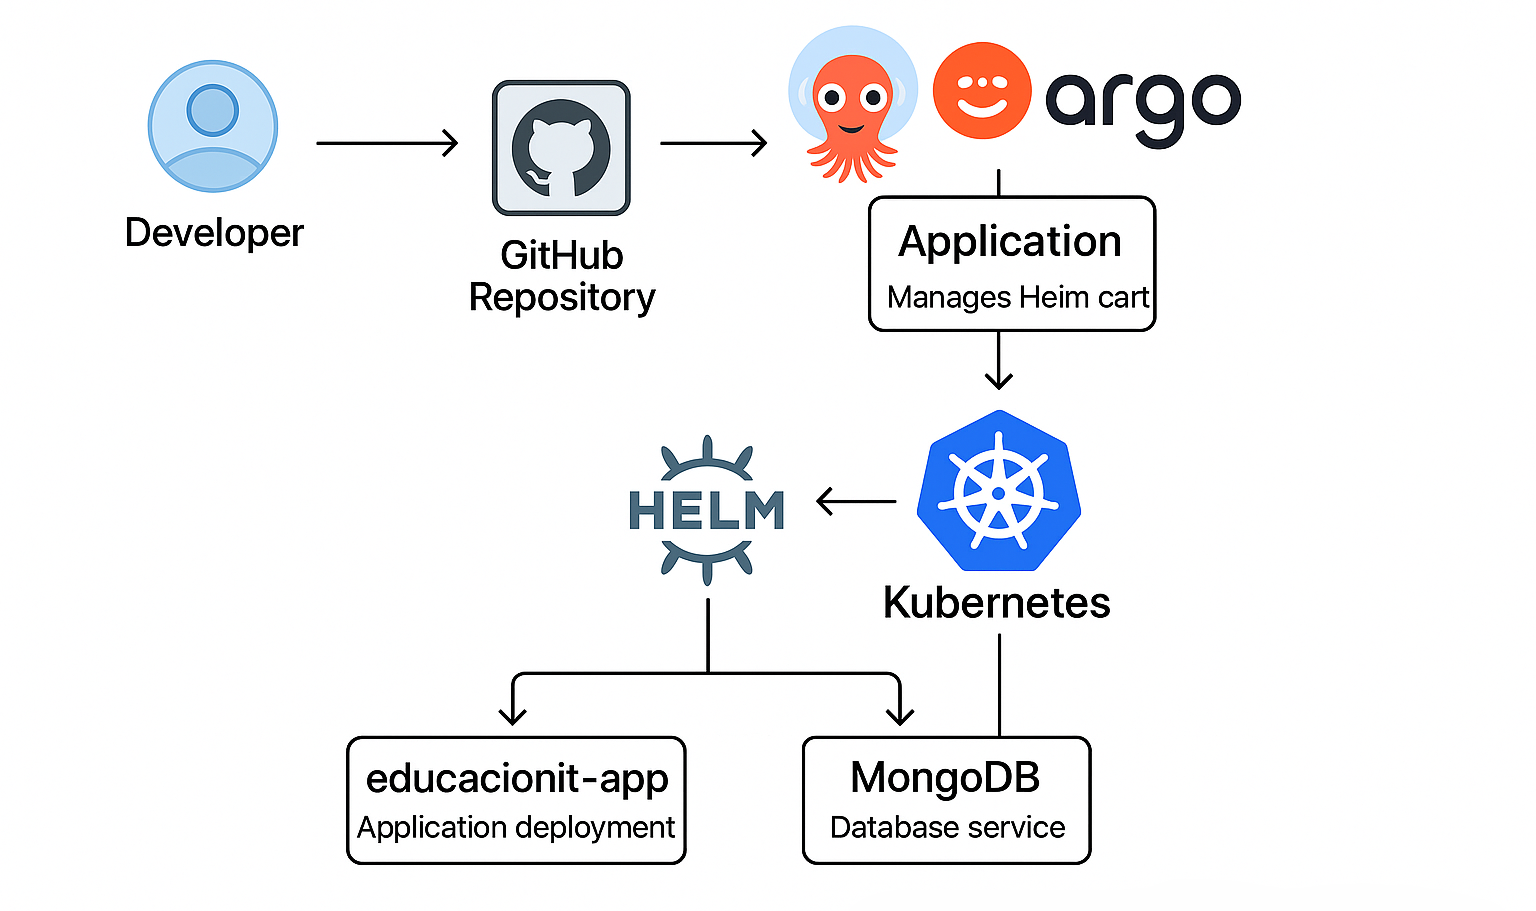 argo
Developer
GitHub
Repository
Application
Manages Heim cart
HELM
Kubernetes
educacionit-app
Application deployment
MongoDB
Database service